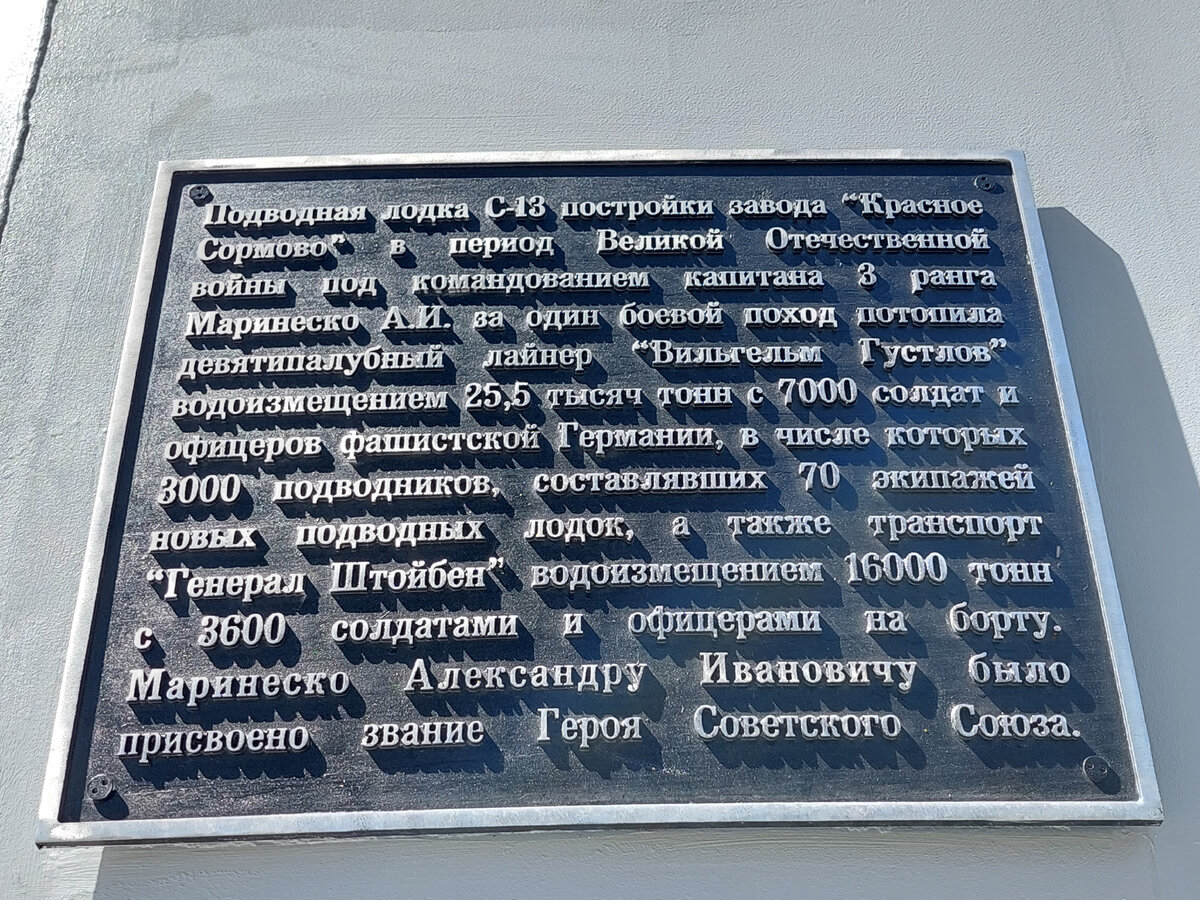 Подводная лодка С-13 постройки завода “Красное
Сормово” в период Великой Отечественной
войны под командованием капитана 3 ранга
Маринеско А.И. за один боевой поход потопила
девятипалубный лайнер “Вильгельм Густлов”
водоизмещением 25,5 тысяч тонн с 7000 солдат и
офицеров фашистской Германии, в числе которых
3000 подводников, составлявших 70 экипажей
новых подводных лодок, а также транспорт
“Генерал Штойбен” водоизмещением 16000 тонн
с 3600 солдатами и офицерами на борту.
Маринеско Александру Ивановичу было
присвоено звание Героя Советского Союза.